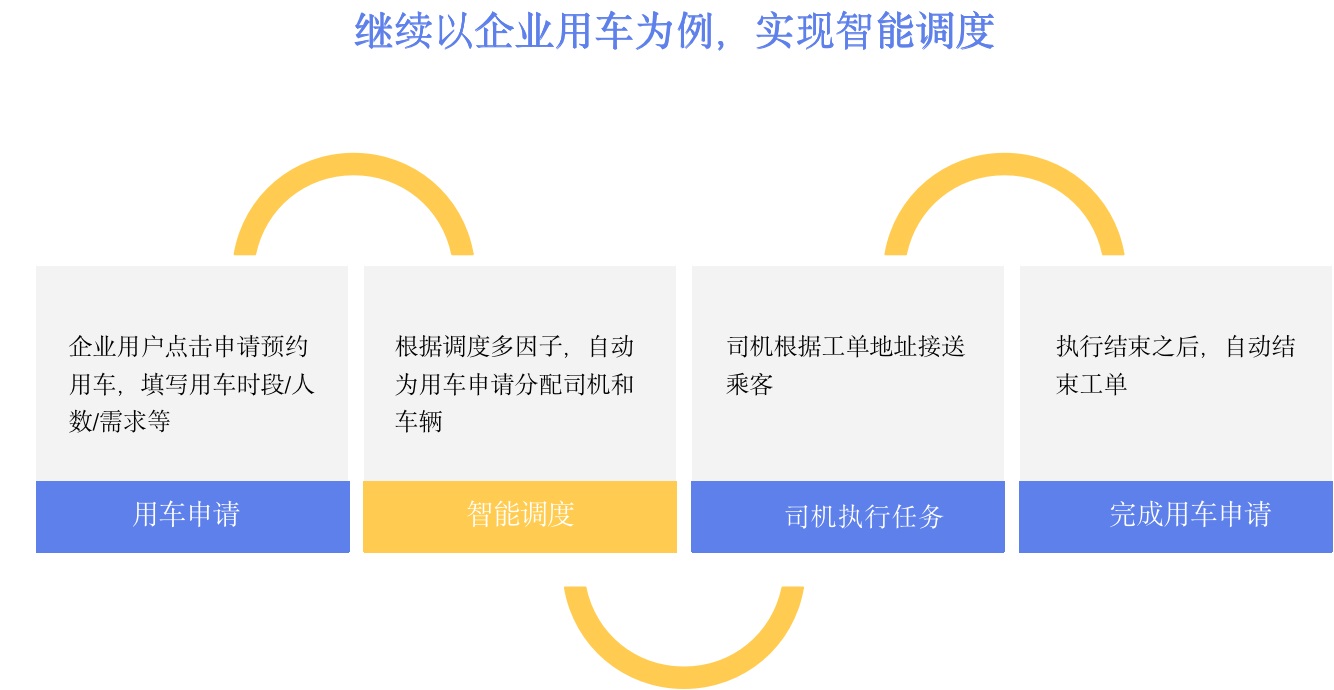 继续以企业用车为例，实现智能调度
企业用户点击申请预约
用车，填写用车时段/人
数/需求等
用车申请
根据调度多因子，自动
为用车申请分配司机和
车辆
智能调度
司机根据工单地址接送
乘客
司机执行任务
执行结束之后，自动结
束工单
完成用车申请